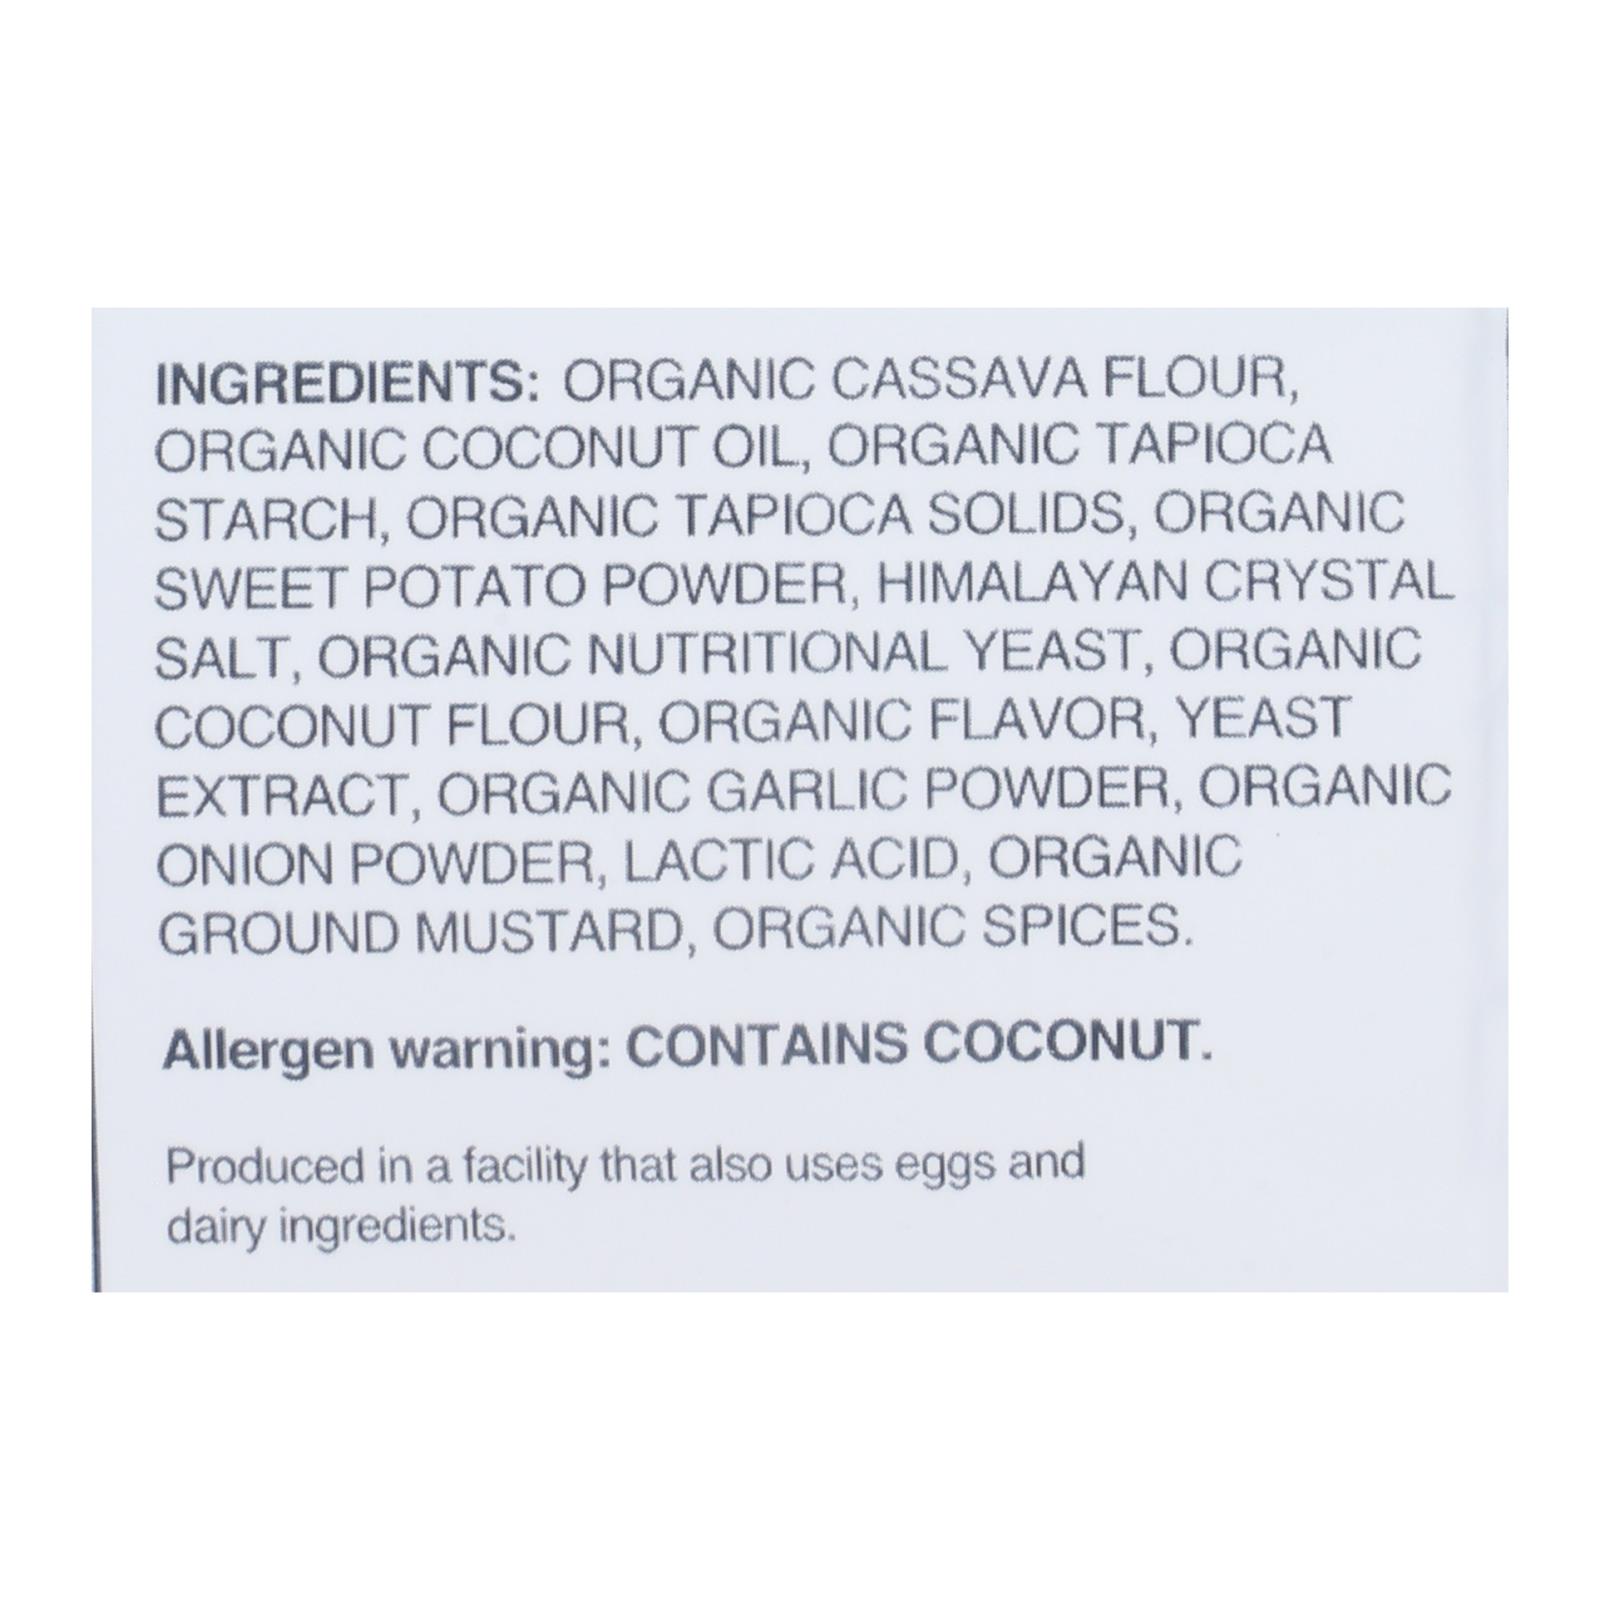 INGREDIENTS: ORGANIC CASSAVA FLOUR,
ORGANIC COCONUT OIL, ORGANIC TAPIOCA
STARCH, ORGANIC TAPIOCA SOLIDS, ORGANIC
SWEET POTATO POWDER, HIMALAYAN CRYSTAL
SALT, ORGANIC NUTRITIONAL YEAST, ORGANIC
COCONUT FLOUR, ORGANIC FLAVOR, YEAST
EXTRACT, ORGANIC GARLIC POWDER, ORGANIC
ONION POWDER, LACTIC ACID, ORGANIC
GROUND MUSTARD, ORGANIC SPICES.
Allergen warning: CONTAINS COCONUT.
Produced in a facility that also uses eggs and
dairy ingredients.